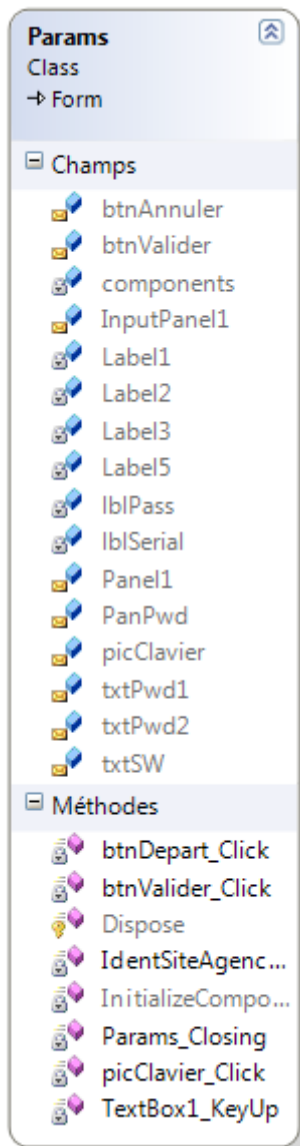 Params
Class
Form
Champs
btnAnnuler
btnValider
components
InputPanel1
Label1
Label2
Label3
Label5
lblPass
lblSerial
Panel1
PanPwd
picClavier
txtPwd1
txtPwd2
txtSW
Méthodes
btnDepart_Click
btnValider_Click
Dispose
IdentSiteAgenc...
InitializeCompo...
Params_Closing
picClavier_Click
TextBox1_KeyUp